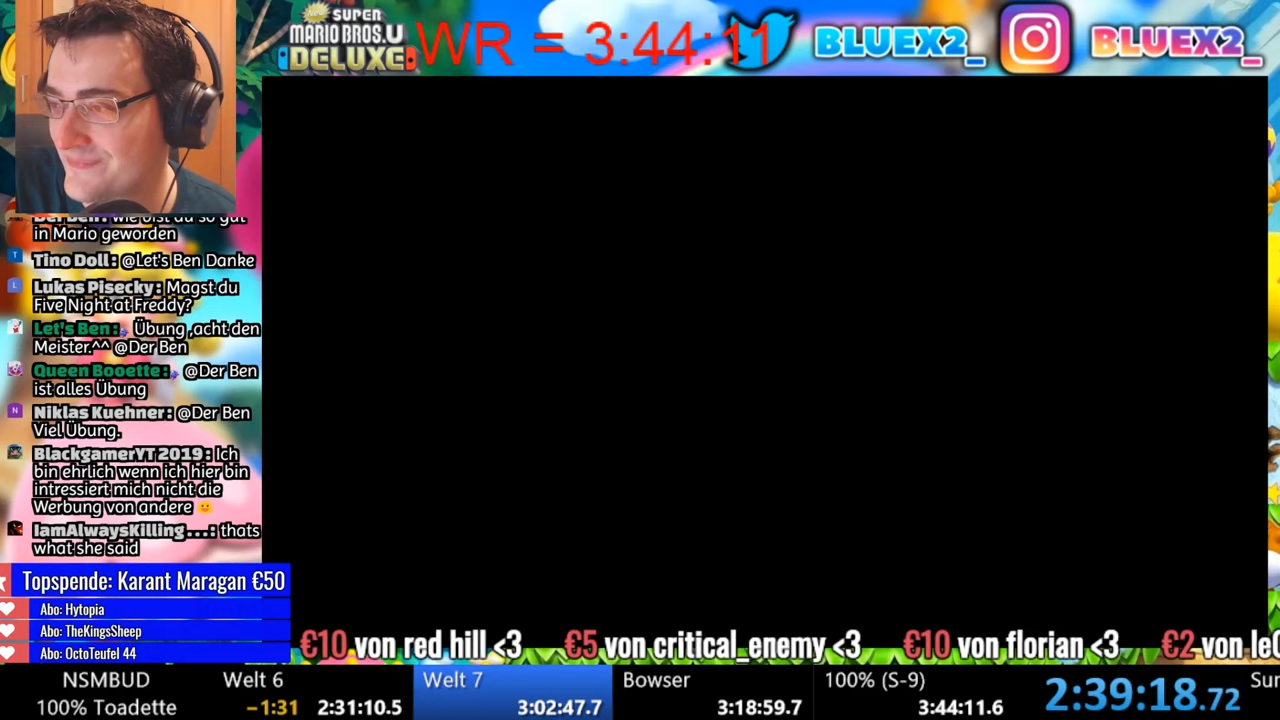 New
SUPER
MARIO BROS.U
DELUXE
WR = 3:44:11
BLUEX2_
BLUEX2_
Der Ben: wie bist du so gut
in Mario geworden
Tino Doll: @Let's Ben Danke
Lukas Pisecky: Magst du
Five Night at Freddy?
Let's Ben: Übung ,acht den
Meister.^^ @Der Ben
Queen Booette: @Der Ben
ist alles Übung
Niklas Kuehner: @Der Ben
Viel Übung.
BlackgamerYT 2019: Ich
bin ehrlich wenn ich hier bin
intressiert mich nicht die
Werbung von andere 🙂
IamAlwaysKilling...: thats
what she said
Topspende: Karant Maragan €50
Abo: Hytopia
Abo: TheKingsSheep
Abo: OctoTeufel 44
€10 von red hill <3 €5 von critical_enemy <3 €10 von florian <3 €2 von le
NSMBUD Welt 6 Welt 7 Bowser 100% (S-9) Sur
100% Toadette −1:31 2:31:10.5 3:02:47.7 3:18:59.7 3:44:11.6 2:39:18.72